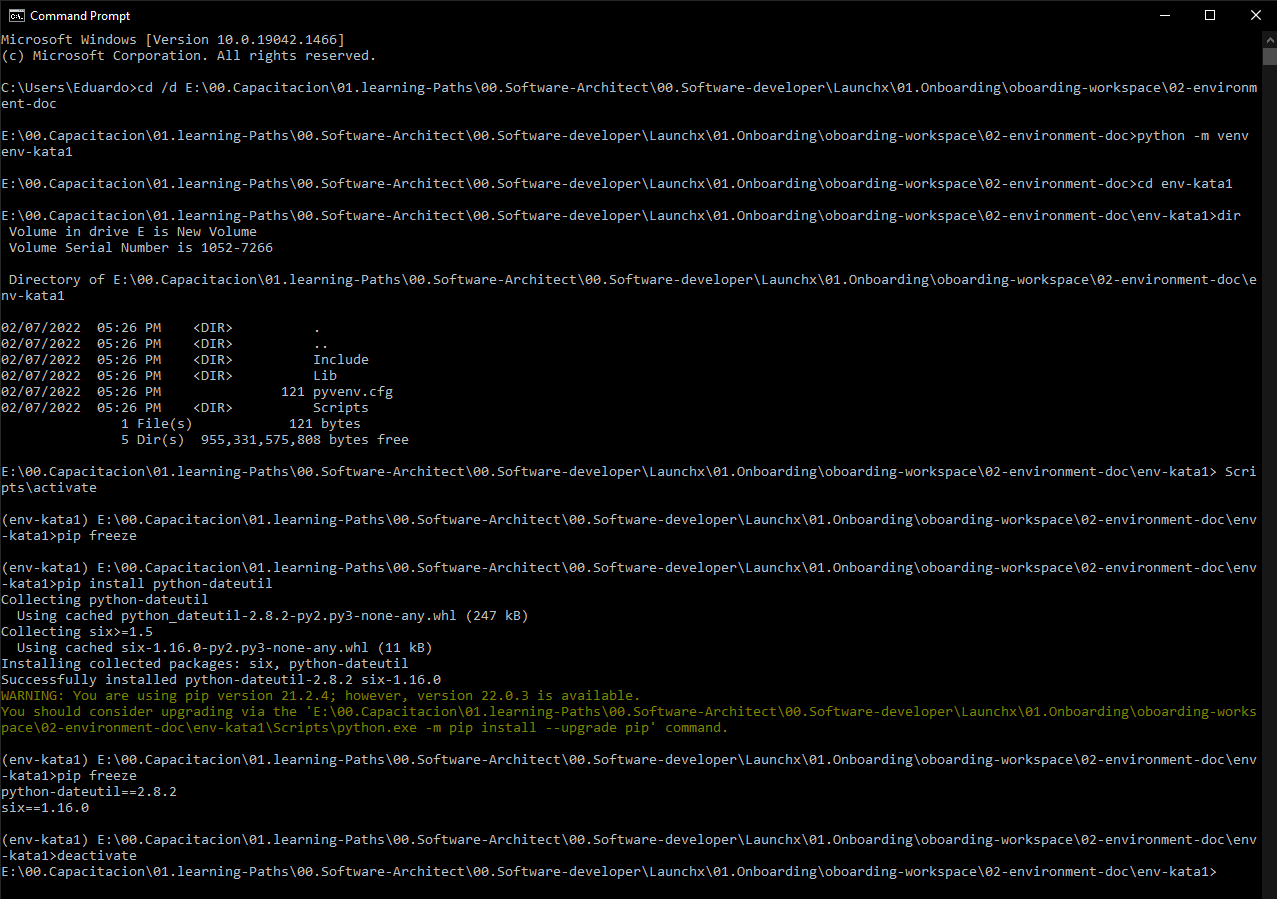 Command Prompt
Microsoft Windows [Version 10.0.19042.1466]
(c) Microsoft Corporation. All rights reserved.
C:\Users\Eduardo>cd /d E:\00.Capacitacion\01.learning-Paths\00.Software-Architect\00.Software-developer\Launchx\01.Onboarding\oboarding-workspace\02-environm
ent-doc
E:\00.Capacitacion\01.learning-Paths\00.Software-Architect\00.Software-developer\Launchx\01.Onboarding\oboarding-workspace\02-environment-doc>python -m venv
env-kata1
E:\00.Capacitacion\01.learning-Paths\00.Software-Architect\00.Software-developer\Launchx\01.Onboarding\oboarding-workspace\02-environment-doc>cd env-kata1
E:\00.Capacitacion\01.learning-Paths\00.Software-Architect\00.Software-developer\Launchx\01.Onboarding\oboarding-workspace\02-environment-doc\env-kata1>dir
 Volume in drive E is New Volume
 Volume Serial Number is 1052-7266
 Directory of E:\00.Capacitacion\01.learning-Paths\00.Software-Architect\00.Software-developer\Launchx\01.Onboarding\oboarding-workspace\02-environment-doc\e
nv-kata1
02/07/2022  05:26 PM    <DIR>          .
02/07/2022  05:26 PM    <DIR>          ..
02/07/2022  05:26 PM    <DIR>          Include
02/07/2022  05:26 PM    <DIR>          Lib
02/07/2022  05:26 PM               121 pyvenv.cfg
02/07/2022  05:26 PM    <DIR>          Scripts
               1 File(s)            121 bytes
               5 Dir(s)  955,331,575,808 bytes free
E:\00.Capacitacion\01.learning-Paths\00.Software-Architect\00.Software-developer\Launchx\01.Onboarding\oboarding-workspace\02-environment-doc\env-kata1> Scri
pts\activate
(env-kata1) E:\00.Capacitacion\01.learning-Paths\00.Software-Architect\00.Software-developer\Launchx\01.Onboarding\oboarding-workspace\02-environment-doc\env
-kata1>pip freeze
(env-kata1) E:\00.Capacitacion\01.learning-Paths\00.Software-Architect\00.Software-developer\Launchx\01.Onboarding\oboarding-workspace\02-environment-doc\env
-kata1>pip install python-dateutil
Collecting python-dateutil
  Using cached python_dateutil-2.8.2-py2.py3-none-any.whl (247 kB)
Collecting six>=1.5
  Using cached six-1.16.0-py2.py3-none-any.whl (11 kB)
Installing collected packages: six, python-dateutil
Successfully installed python-dateutil-2.8.2 six-1.16.0
WARNING: You are using pip version 21.2.4; however, version 22.0.3 is available.
You should consider upgrading via the 'E:\00.Capacitacion\01.learning-Paths\00.Software-Architect\00.Software-developer\Launchx\01.Onboarding\oboarding-works
pace\02-environment-doc\env-kata1\Scripts\python.exe -m pip install --upgrade pip' command.
(env-kata1) E:\00.Capacitacion\01.learning-Paths\00.Software-Architect\00.Software-developer\Launchx\01.Onboarding\oboarding-workspace\02-environment-doc\env
-kata1>pip freeze
python-dateutil==2.8.2
six==1.16.0
(env-kata1) E:\00.Capacitacion\01.learning-Paths\00.Software-Architect\00.Software-developer\Launchx\01.Onboarding\oboarding-workspace\02-environment-doc\env
-kata1>deactivate
E:\00.Capacitacion\01.learning-Paths\00.Software-Architect\00.Software-developer\Launchx\01.Onboarding\oboarding-workspace\02-environment-doc\env-kata1>